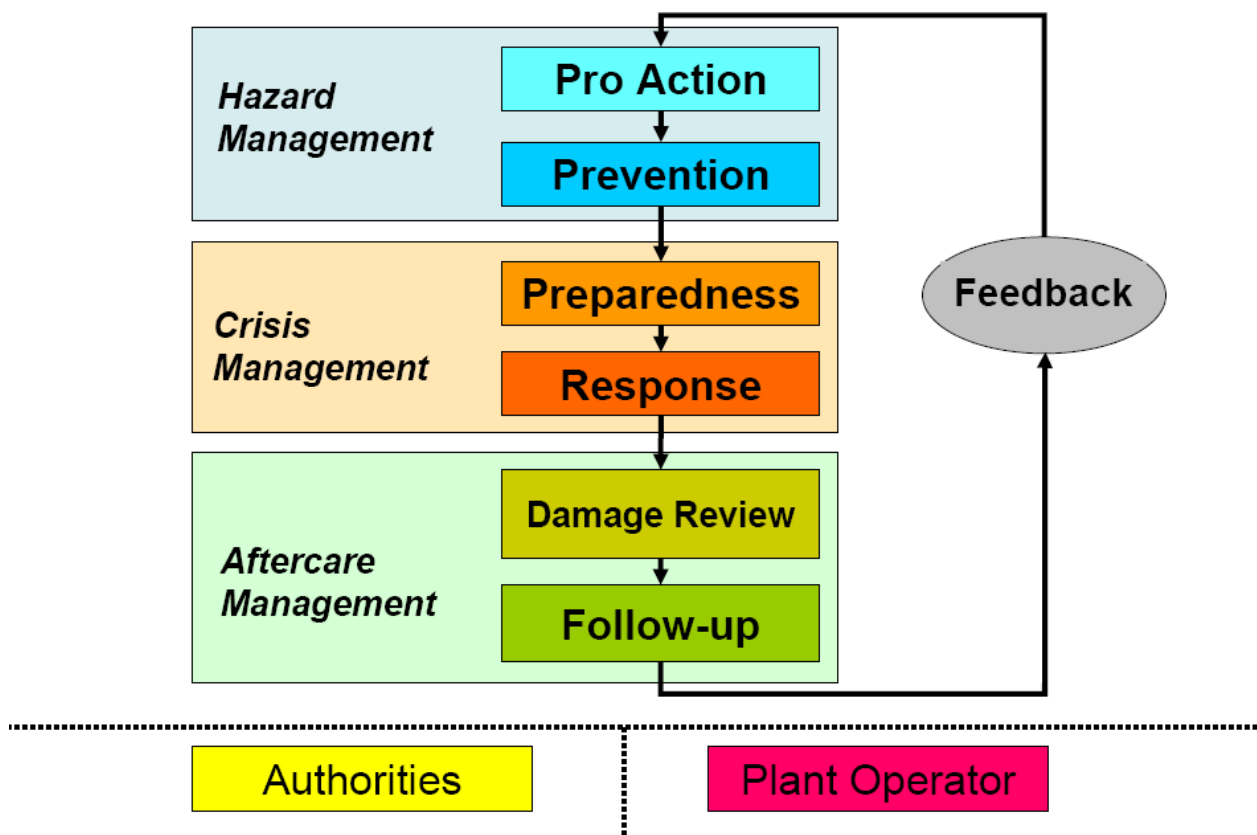 Hazard
Management
Pro Action
Prevention
Crisis
Management
Preparedness
Response
Feedback
Aftercare
Management
Damage Review
Follow-up
Authorities
Plant Operator